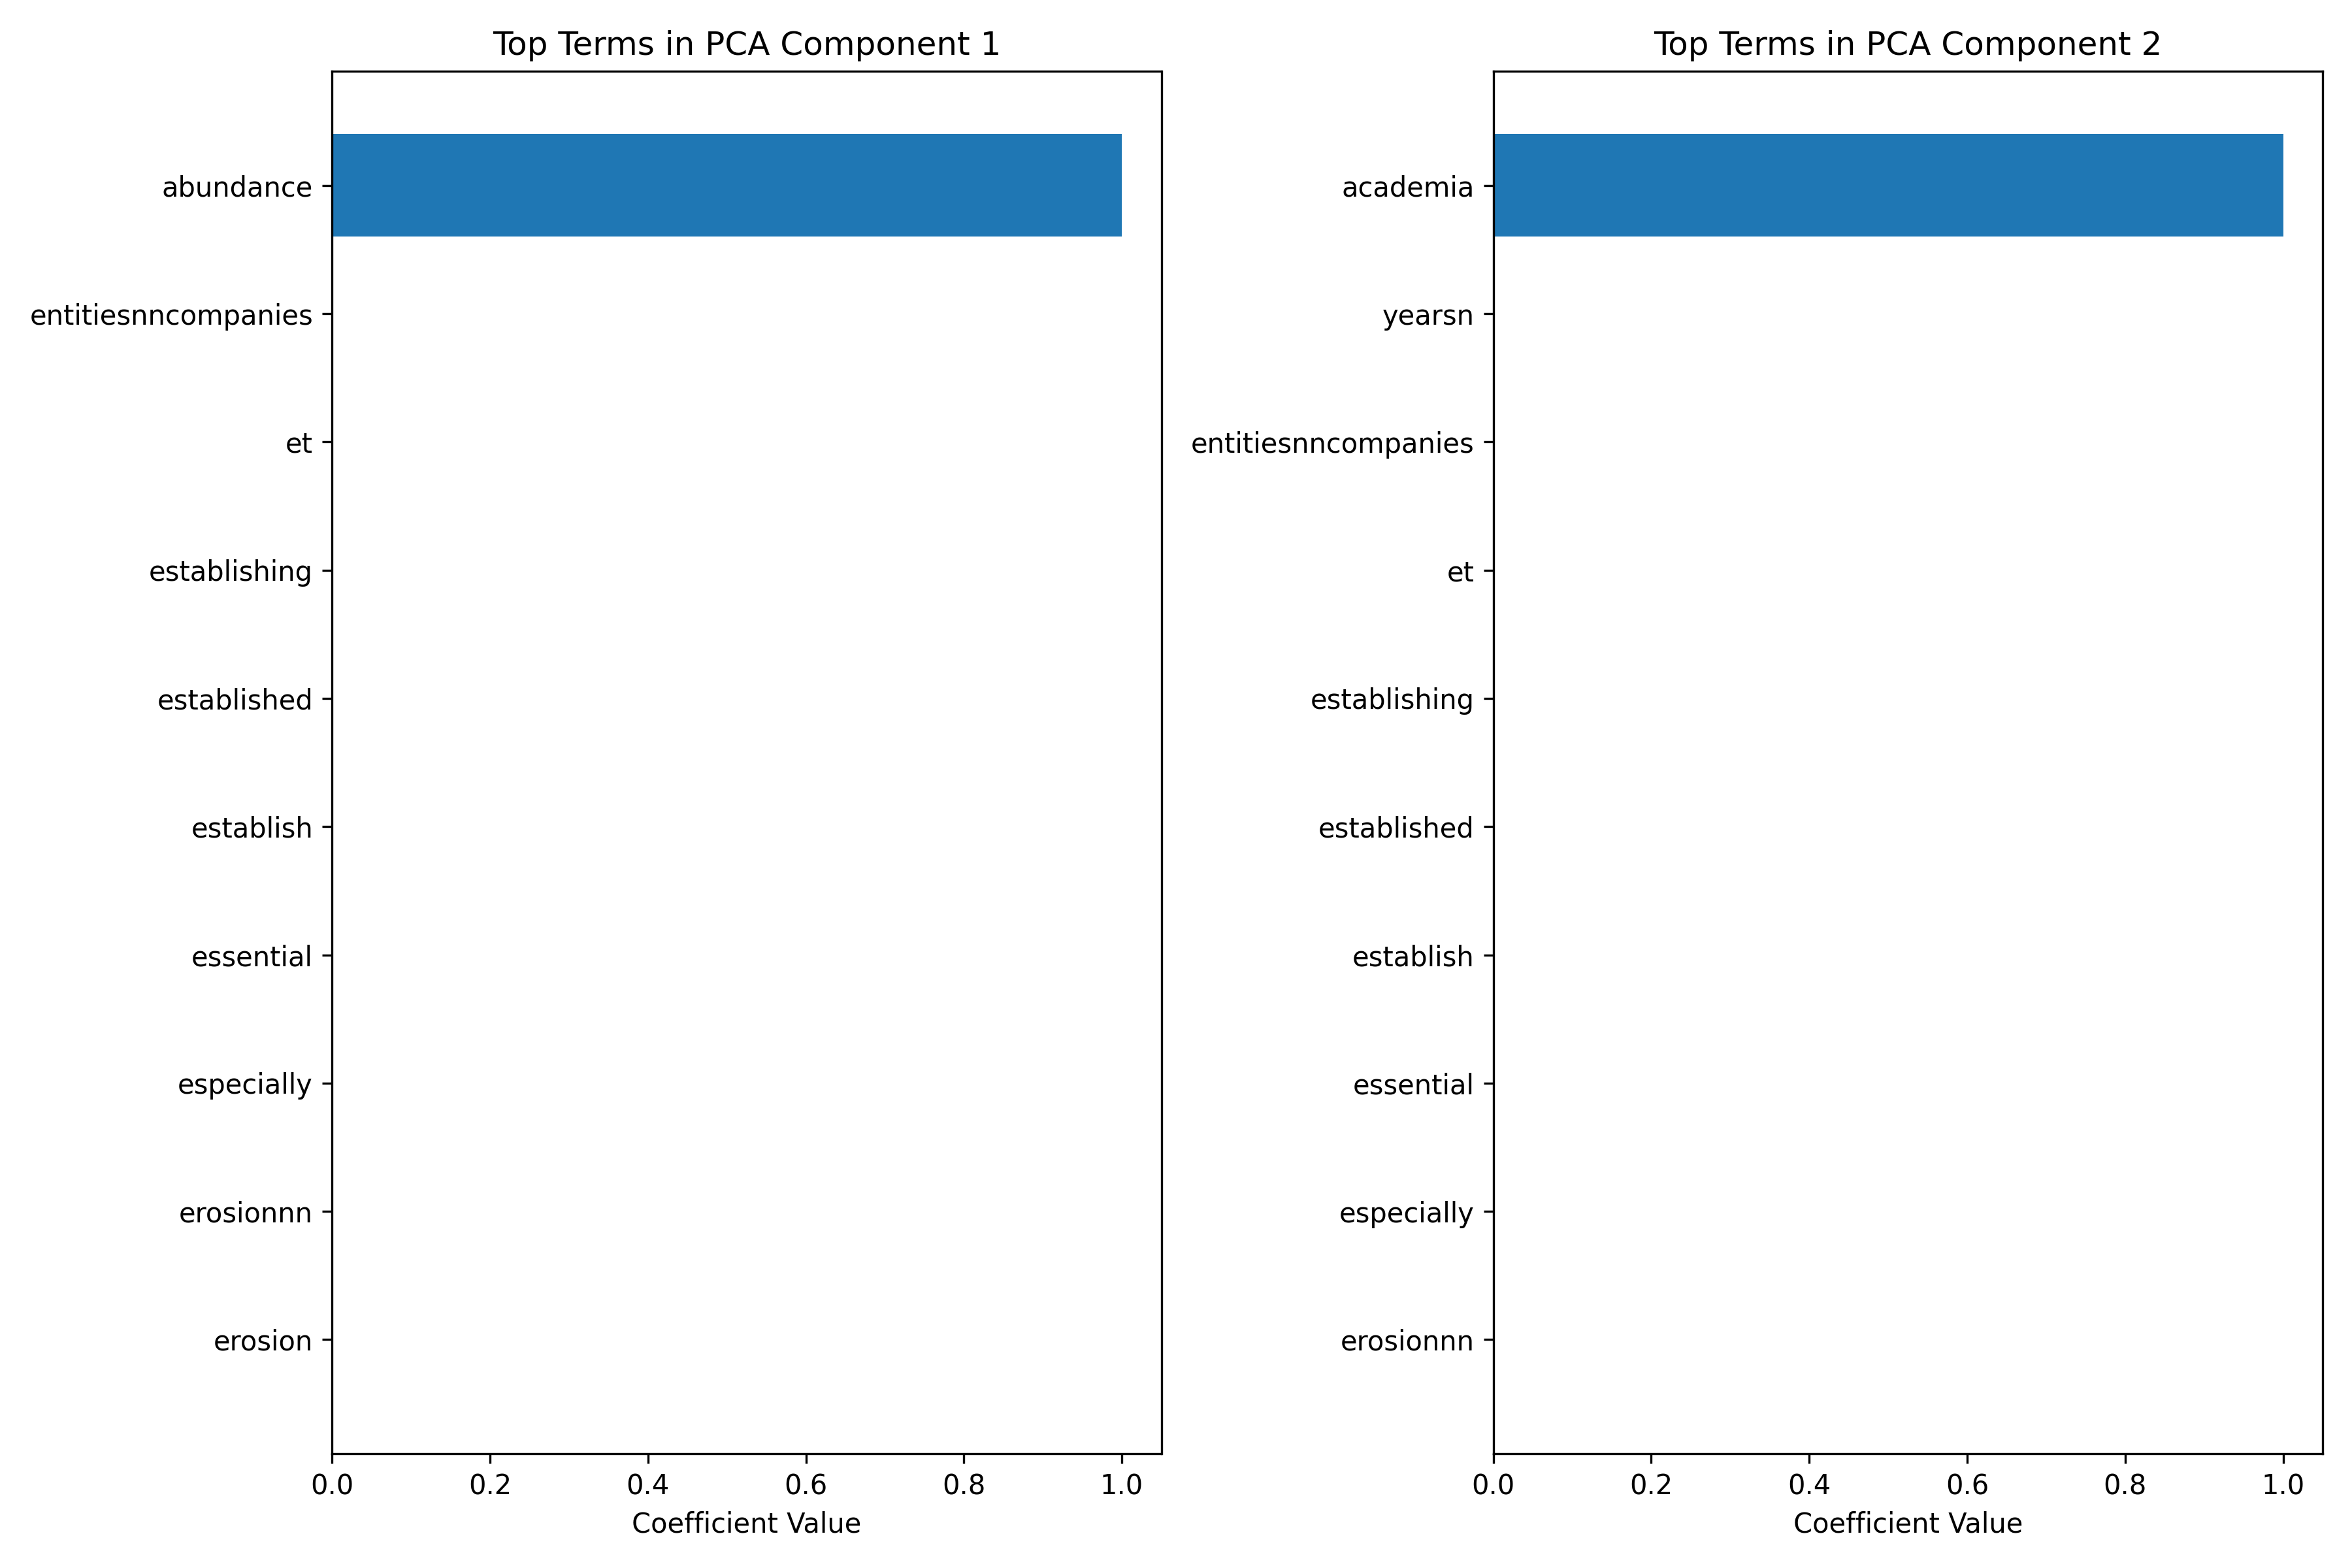 Top Terms in PCA Component 1
abundance
entitiesnncompanies
et
establishing
established
establish
essential
especially
erosionnn
erosion
0.0 0.2 0.4 0.6 0.8 1.0
Coefficient Value
Top Terms in PCA Component 2
academia
yearsn
entitiesnncompanies
et
establishing
established
establish
essential
especially
erosionnn
0.0 0.2 0.4 0.6 0.8 1.0
Coefficient Value